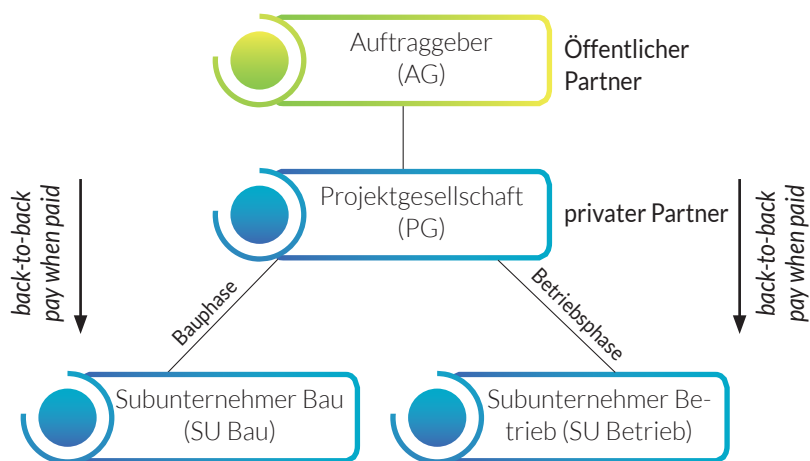 Auftraggeber
(AG)
Öffentlicher
Partner
back-to-back
pay when paid
Projektgesellschaft
(PG)
privater Partner
back-to-back
pay when paid
Bauphase
Betriebsphase
Subunternehmer Bau
(SU Bau)
Subunternehmer Be-
trieb (SU Betrieb)